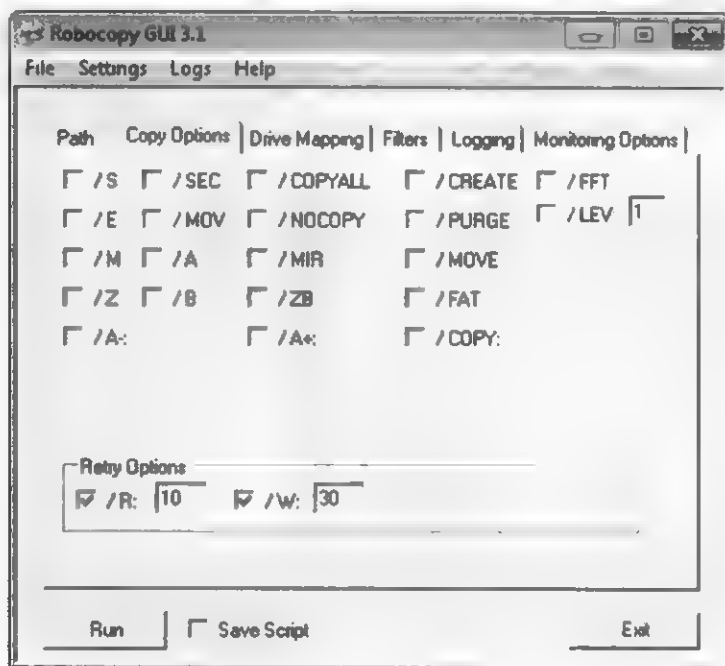 Robocopy GUI 3.1
File Settings Logs Help
Path Copy Options Drive Mapping Filters Logging Monitoring Options
/S /SEC /COPYALL /CREATE /FFT
/E /MOV /NOCOPY /PURGE /LEV 1
/M /A /MIR /MOVE
/Z /B /ZB /FAT
/A-: /A+: /COPY:
Retry Options
/R: 10 /W: 30
Run Save Script Exit